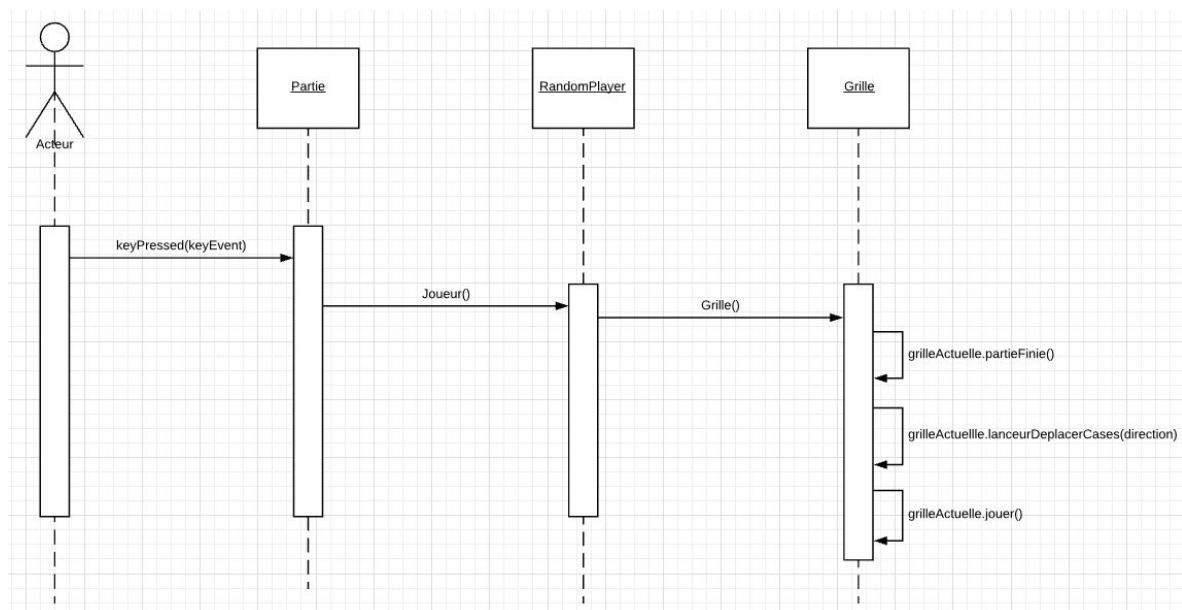 Partie
RandomPlayer
Grille
Acteur
keyPressed(keyEvent)
Joueur()
Grille()
grilleActuelle.partieFinie()
grilleActuellle.lanceurDeplacerCases(direction)
grilleActuelle.jouer()